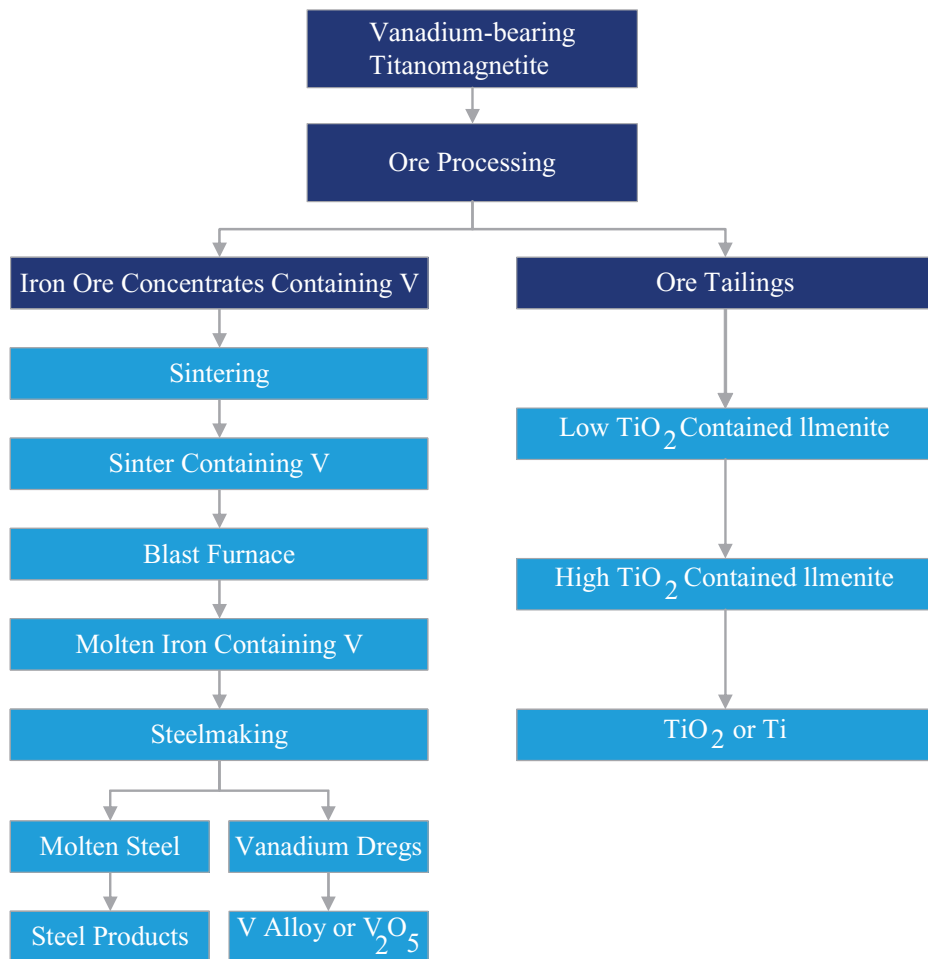 Vanadium-bearing
Titanomagnetite
Ore Processing
Iron Ore Concentrates Containing V
Ore Tailings
Sintering
Low TiO2 Contained llmenite
Sinter Containing V
Blast Furnace
High TiO2 Contained llmenite
Molten Iron Containing V
Steelmaking
TiO2 or Ti
Molten Steel
Vanadium Dregs
Steel Products
V Alloy or V2O5